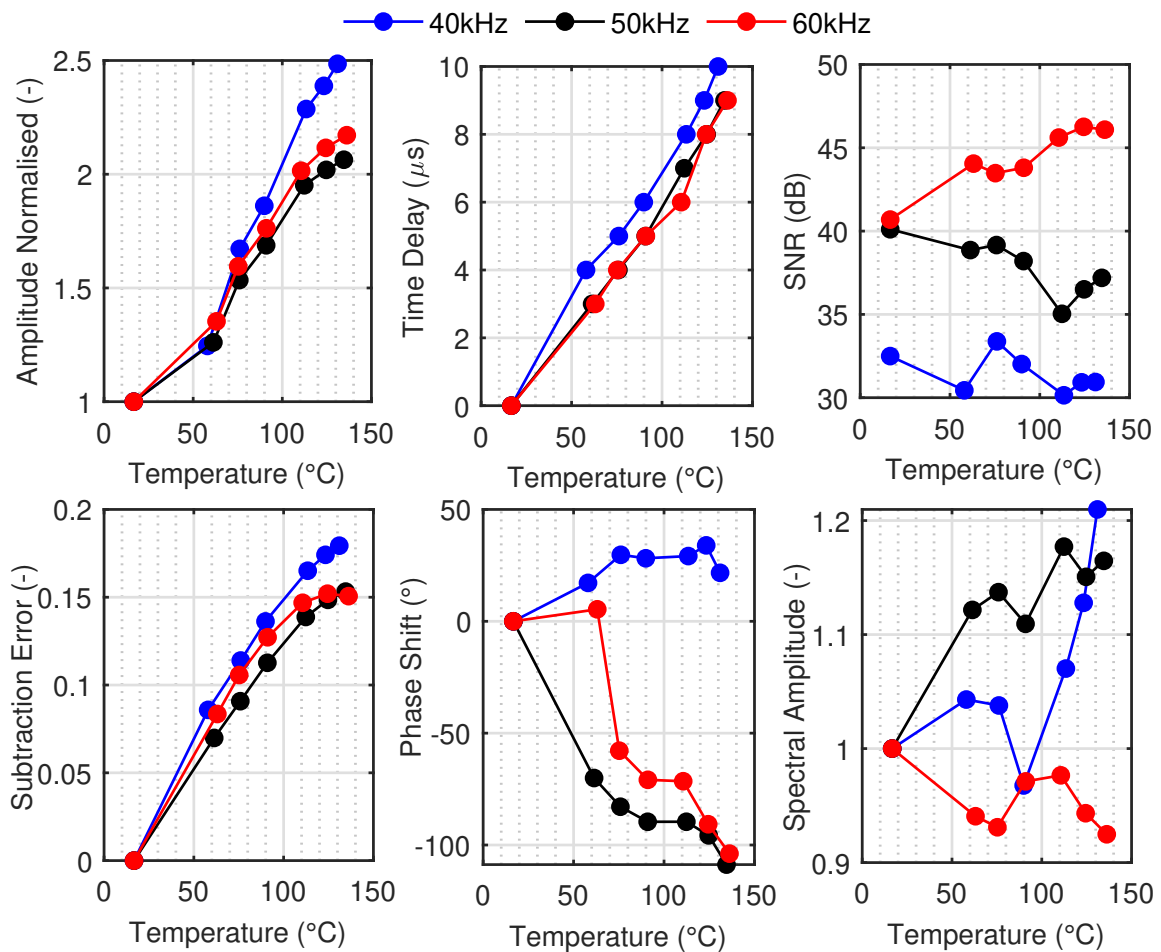 40kHz 50kHz 60kHz
Amplitude Normalised (-)
2.5
2
1.5
1
0 50 100 150
Temperature (°C)
Time Delay (μs)
10
8
6
4
2
0
0 50 100 150
Temperature (°C)
SNR (dB)
50
45
40
35
30
0 50 100 150
Temperature (°C)
Subtraction Error (-)
0.2
0.15
0.1
0.05
0
0 50 100 150
Temperature (°C)
Phase Shift (°)
50
0
-50
-100
0 50 100 150
Temperature (°C)
Spectral Amplitude (-)
1.2
1.1
1
0.9
0 50 100 150
Temperature (°C)